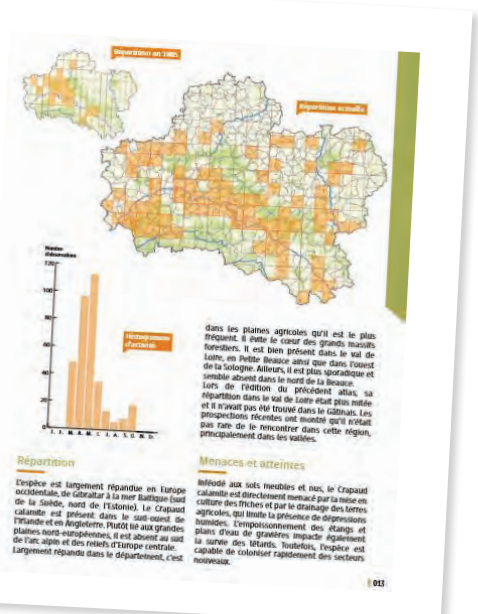 Répartition en 1985
Répartition actuelle
Nombre
d'observations
120
100
80
60
40
20
0
J. F. M. A. M. J. J. A. S. O. N. D.
Histogramme
d'activité
dans les plaines agricoles qu'il est le plus
fréquent. Il évite le cœur des grands massifs
forestiers. Il est bien présent dans le val de
Loire, en Petite Beauce ainsi que dans l'ouest
de la Sologne. Ailleurs, il est plus sporadique et
semble absent dans le nord de la Beauce.
Lors de l'édition du précédent atlas, sa
répartition dans le val de Loire était plus mitée
et il n'avait pas été trouvé dans le Gâtinais. Les
prospections récentes ont montré qu'il n'était
pas rare de le rencontrer dans cette région,
principalement dans les vallées.
Répartition
L'espèce est largement répandue en Europe
occidentale, de Gibraltar à la mer Baltique (sud
de la Suède, nord de l'Estonie). Le Crapaud
calamite est présent dans le sud-ouest de
l'Irlande et en Angleterre. Plutôt lié aux grandes
plaines nord-européennes, il est absent au sud
de l'arc alpin et des reliefs d'Europe centrale.
Largement répandu dans le département, c'est
Menaces et atteintes
Inféodé aux sols meubles et nus, le Crapaud
calamite est directement menacé par la mise en
culture des friches et par le drainage des terres
agricoles, qui limite la présence de dépressions
humides. L'empoissonnement des étangs et
plans d'eau de gravières impacte également
la survie des têtards. Toutefois, l'espèce est
capable de coloniser rapidement des secteurs
nouveaux.
013